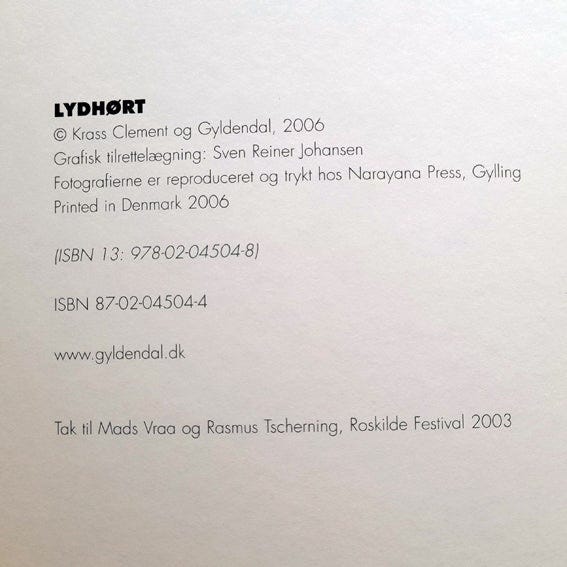 LYDHØRT
© Krass Clement og Gyldendal, 2006
Grafisk tilrettelægning: Sven Reiner Johansen
Fotografierne er reproduceret og trykt hos Narayana Press, Gylling
Printed in Denmark 2006
(ISBN 13: 978-02-04504-8)
ISBN 87-02-04504-4
www.gyldendal.dk
Tak til Mads Vraa og Rasmus Tscherning, Roskilde Festival 2003